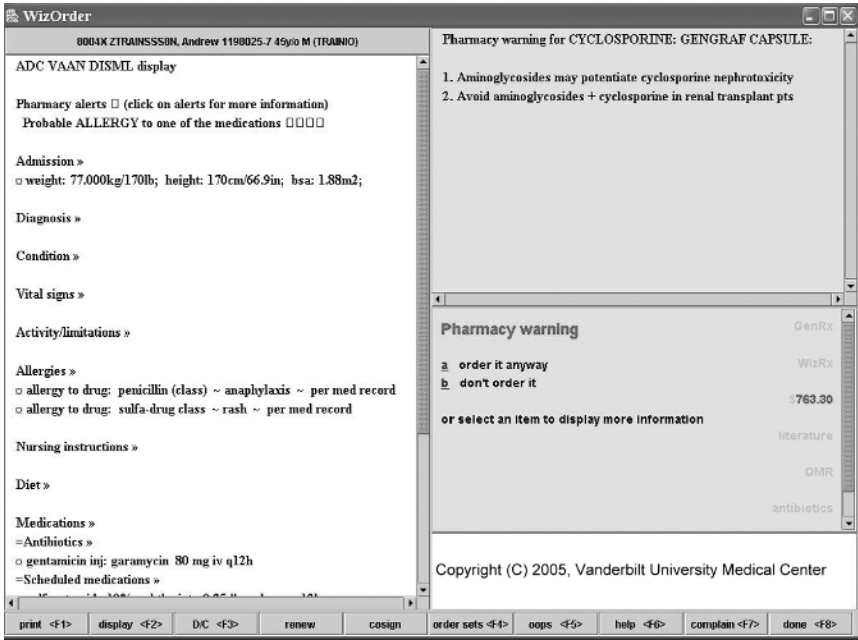 WizOrder
8004X ZTRAINSSS8N, Andrew 1198025-7 45y/o M (TRAINIO)
ADC VAAN DISML display
Pharmacy alerts □ (click on alerts for more information)
Probable ALLERGY to one of the medications □□□□
Admission »
¤ weight: 77.000kg/170lb; height: 170cm/66.9in; bsa: 1.88m2;
Diagnosis »
Condition »
Vital signs »
Activity/limitations »
Allergies »
¤ allergy to drug: penicillin (class) ~ anaphylaxis ~ per med record
¤ allergy to drug: sulfa-drug class ~ rash ~ per med record
Nursing instructions »
Diet »
Medications »
=Antibiotics »
¤ gentamicin inj: garamycin 80 mg iv q12h
=Scheduled medications »
Pharmacy warning for CYCLOSPORINE: GENGRAF CAPSULE:
1. Aminoglycosides may potentiate cyclosporine nephrotoxicity
2. Avoid aminoglycosides + cyclosporine in renal transplant pts
Pharmacy warning
a order it anyway
b don't order it
or select an item to display more information
GenRx
WizRx
$763.30
literature
QMR
antibiotics
Copyright (C) 2005, Vanderbilt University Medical Center
print <F1> display <F2> D/C <F3> renew cosign order sets <F4> oops <F5> help <F6> complain <F7> done <F8>